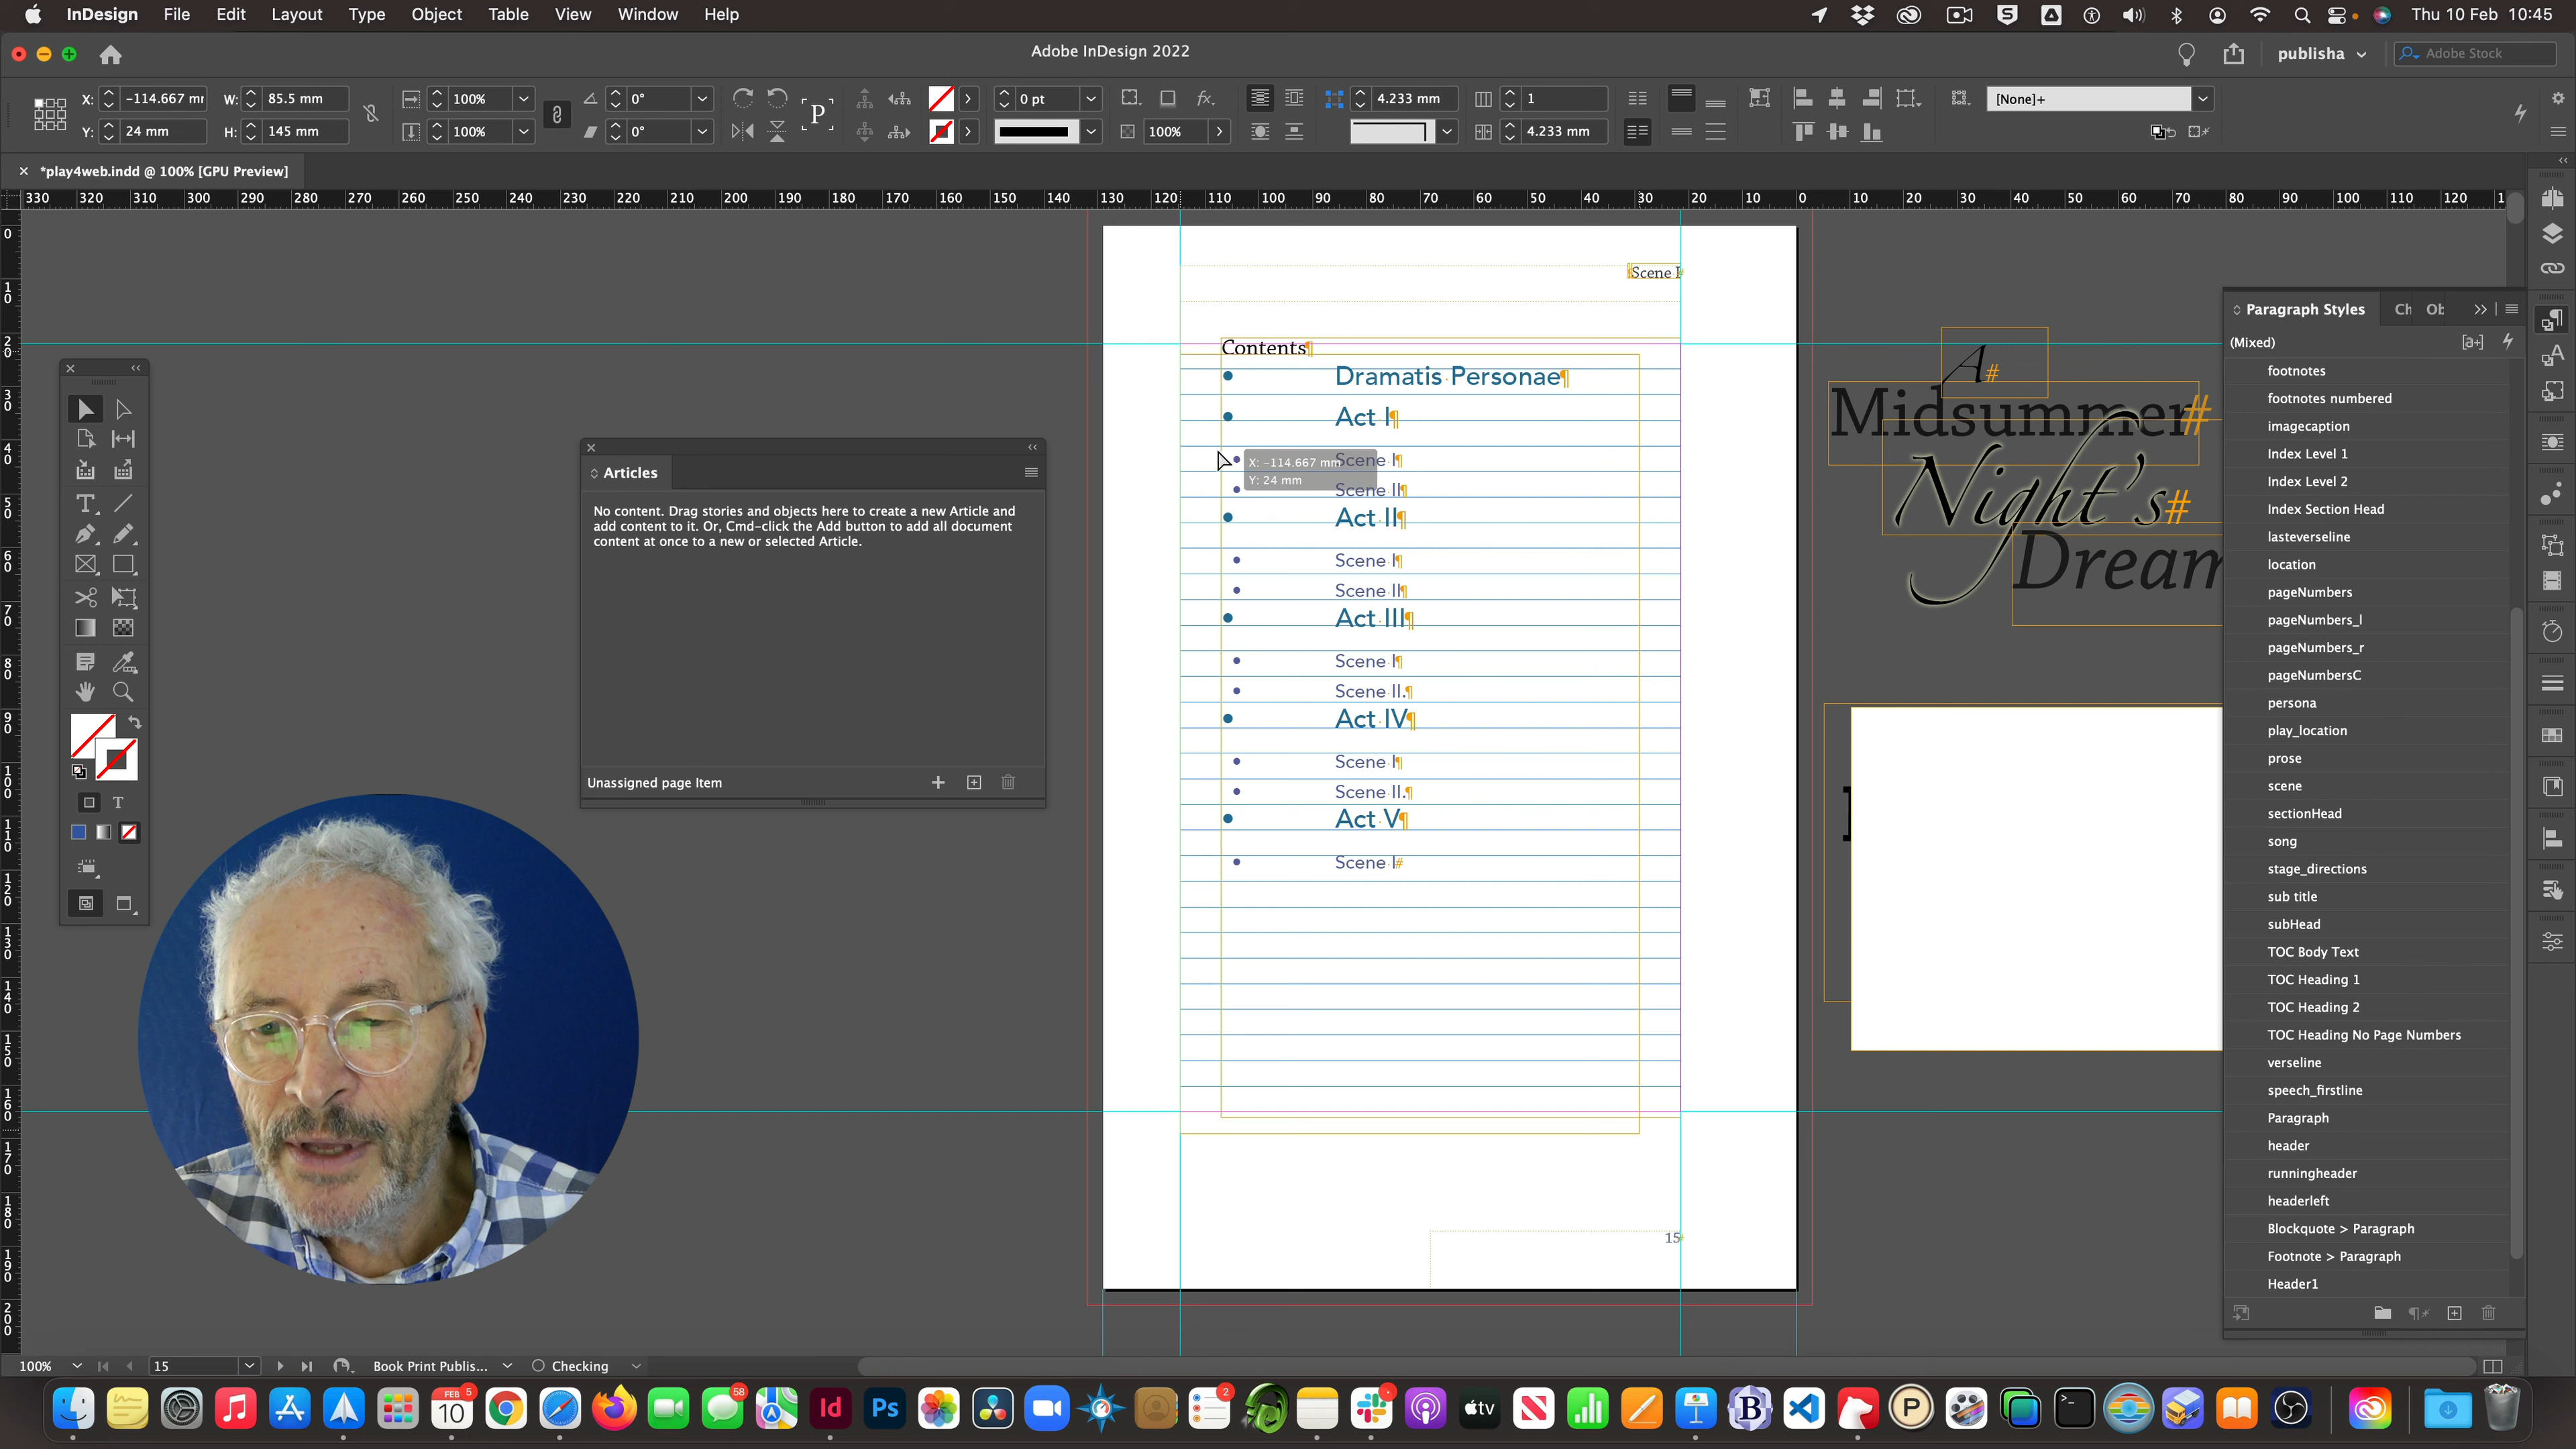 InDesign File Edit Layout Type Object Table View Window Help Thu 10 Feb 10:45
Adobe InDesign 2022 publisha Adobe Stock
X: -114.667 mm W: 85.5 mm 100% 0° 0 pt 4.233 mm 1 [None]+
Y: 24 mm H: 145 mm 100% 0° 100% 4.233 mm
*play4web.indd @ 100% [GPU Preview]
330 320 310 300 290 280 270 260 250 240 230 220 210 200 190 180 170 160 150 140 130 120 110 100 90 80 70 60 50 40 30 20 10 0 10 20 30 40 50 60 70 80 90 100 110 120
Scene I#
Contents¶
• Dramatis Personae¶
• Act I¶
• Scene I¶
X: -114.667 mm
Y: 24 mm
• Scene II¶
• Act II¶
• Scene I¶
• Scene II¶
• Act III¶
• Scene I¶
• Scene II.¶
• Act IV¶
• Scene I¶
• Scene II.¶
• Act V¶
• Scene I#
15#
A#
Midsummer#
Night's#
Dream
Articles
No content. Drag stories and objects here to create a new Article and
add content to it. Or, Cmd-click the Add button to add all document
content at once to a new or selected Article.
Unassigned page Item
Paragraph Styles Ch Ob
(Mixed) [a+]
footnotes
footnotes numbered
imagecaption
Index Level 1
Index Level 2
Index Section Head
lasteverseline
location
pageNumbers
pageNumbers_l
pageNumbers_r
pageNumbersC
persona
play_location
prose
scene
sectionHead
song
stage_directions
sub title
subHead
TOC Body Text
TOC Heading 1
TOC Heading 2
TOC Heading No Page Numbers
verseline
speech_firstline
Paragraph
header
runningheader
headerleft
Blockquote > Paragraph
Footnote > Paragraph
Header1
100% 15 Book Print Publis... Checking
FEB 5
10
58
Id Ps
2
tv
N
B
P